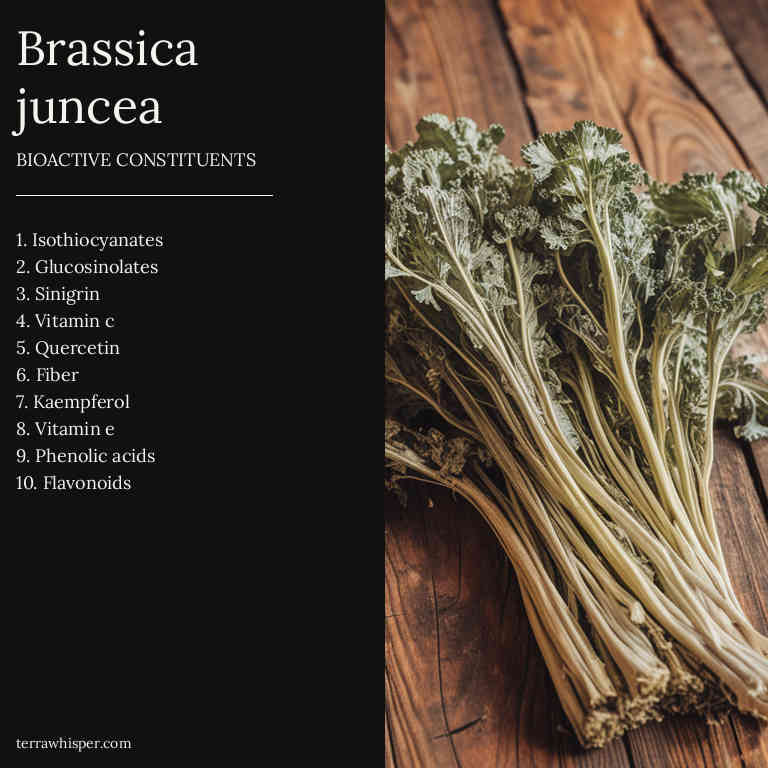 Brassica
juncea
BIOACTIVE CONSTITUENTS
1. Isothiocyanates
2. Glucosinolates
3. Sinigrin
4. Vitamin c
5. Quercetin
6. Fiber
7. Kaempferol
8. Vitamin e
9. Phenolic acids
10. Flavonoids
terrawhisper.com